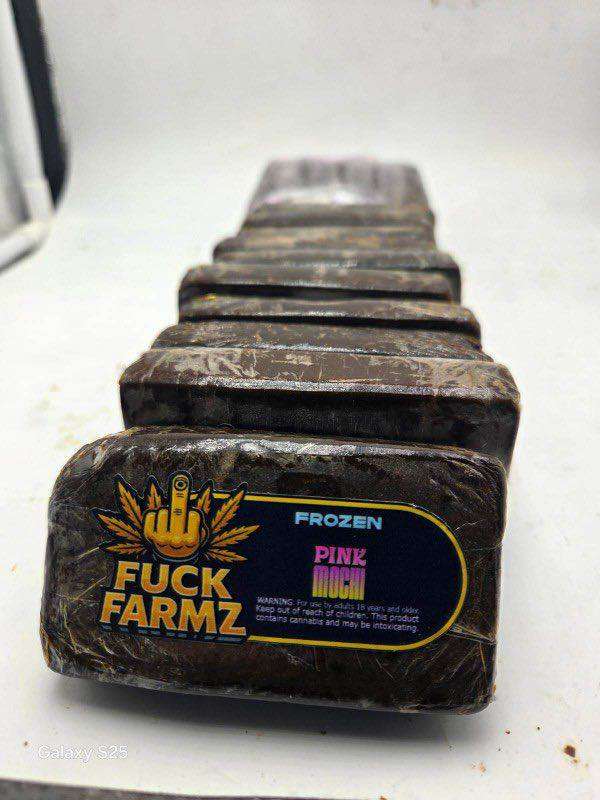 FUCK
FARMZ
FROZEN
PINK
MOCHI
WARNING: For use by adults 18 years and older.
Keep out of reach of children. This product
contains cannabis and may be intoxicating.
Galaxy S25